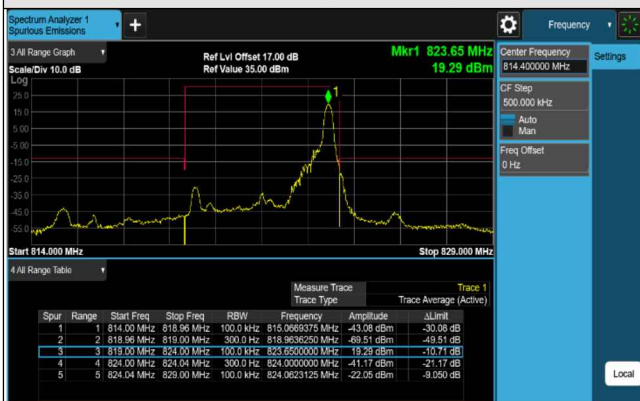 Spectrum Analyzer 1
Spurious Emissions
+
Frequency
3 All Range Graph
Ref Lvl Offset 17.00 dB
Mkr1 823.65 MHz
Scale/Div 10.0 dB
Ref Value 35.00 dBm
19.29 dBm
Log
25.0
15.0
5.00
-5.00
-15.0
-25.0
-35.0
-45.0
-55.0
1
Start 814.000 MHz
Stop 829.000 MHz
Center Frequency
814.400000 MHz
Settings
CF Step
500.000 kHz
Auto
Man
Freq Offset
0 Hz
4 All Range Table
Measure Trace Trace 1
Trace Type Trace Average (Active)
Spur Range Start Freq Stop Freq RBW Frequency Amplitude ΔLimit
1 1 814.00 MHz 818.96 MHz 100.0 kHz 815.0669375 MHz -43.08 dBm -30.08 dB
2 2 818.96 MHz 819.00 MHz 300.0 Hz 818.9636250 MHz -69.51 dBm -49.51 dB
3 3 819.00 MHz 824.00 MHz 100.0 kHz 823.6500000 MHz 19.29 dBm -10.71 dB
4 4 824.00 MHz 824.04 MHz 300.0 Hz 824.0000000 MHz -41.17 dBm -21.17 dB
5 5 824.04 MHz 829.00 MHz 100.0 kHz 824.0623125 MHz -22.05 dBm -9.050 dB
Local